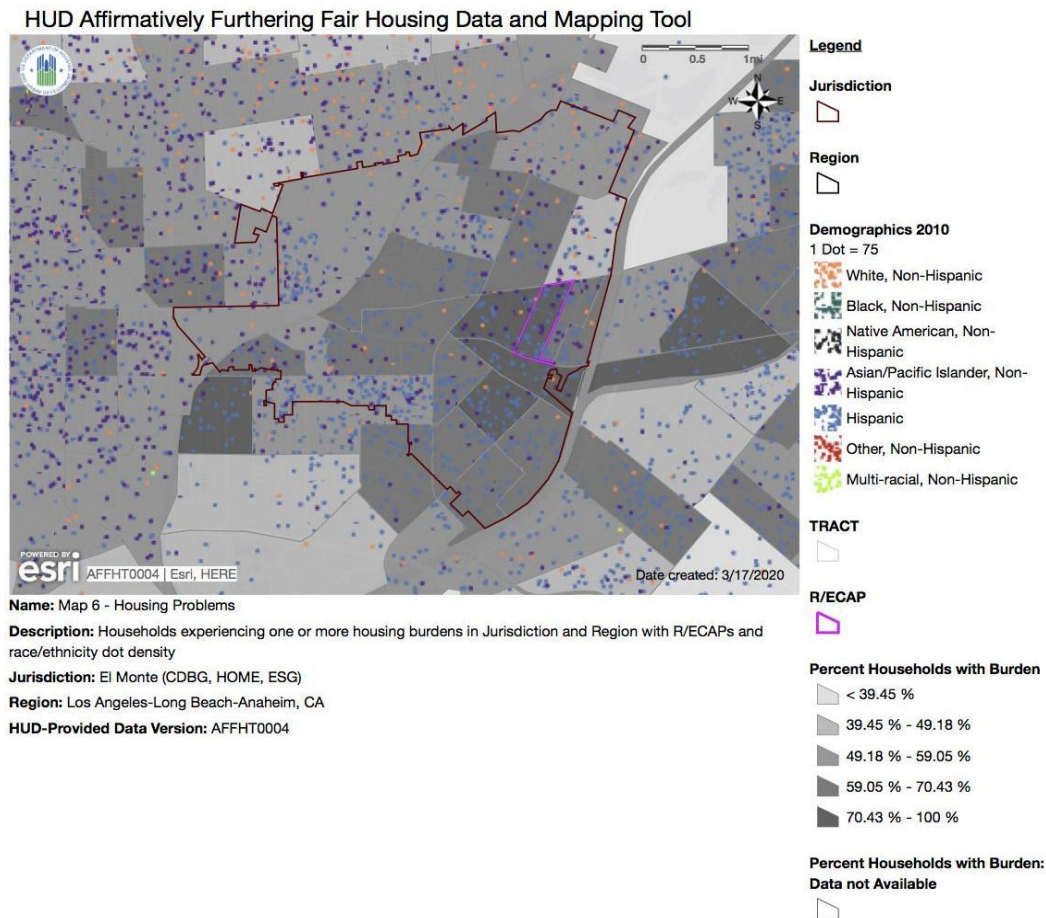 HUD Affirmatively Furthering Fair Housing Data and Mapping Tool
0 0.5 1mi
N
W E
S
POWERED BY
esri
AFFHT0004 | Esri, HERE
Date created: 3/17/2020
Name: Map 6 - Housing Problems
Description: Households experiencing one or more housing burdens in Jurisdiction and Region with R/ECAPs and
race/ethnicity dot density
Jurisdiction: El Monte (CDBG, HOME, ESG)
Region: Los Angeles-Long Beach-Anaheim, CA
HUD-Provided Data Version: AFFHT0004
Legend
Jurisdiction
Region
Demographics 2010
1 Dot = 75
White, Non-Hispanic
Black, Non-Hispanic
Native American, Non-
Hispanic
Asian/Pacific Islander, Non-
Hispanic
Hispanic
Other, Non-Hispanic
Multi-racial, Non-Hispanic
TRACT
R/ECAP
Percent Households with Burden
< 39.45 %
39.45 % - 49.18 %
49.18 % - 59.05 %
59.05 % - 70.43 %
70.43 % - 100 %
Percent Households with Burden:
Data not Available